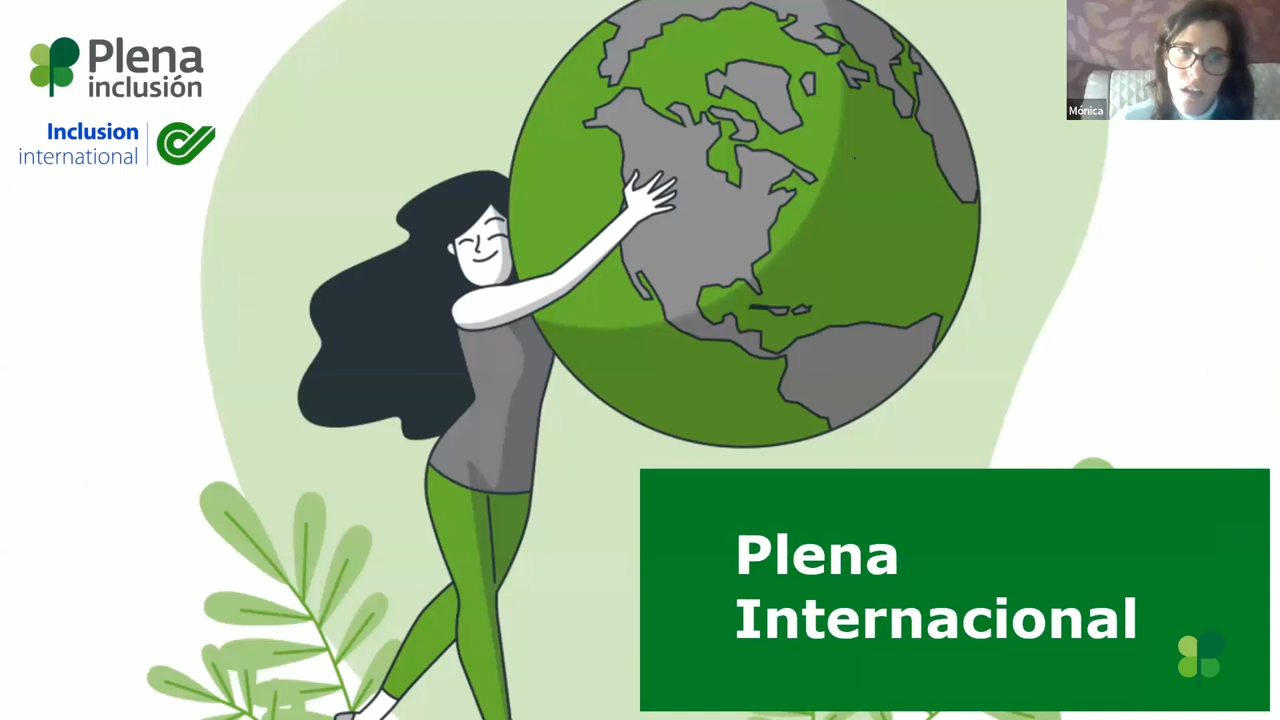 Plena
inclusión
Inclusion
international
Mónica
Plena
Internacional